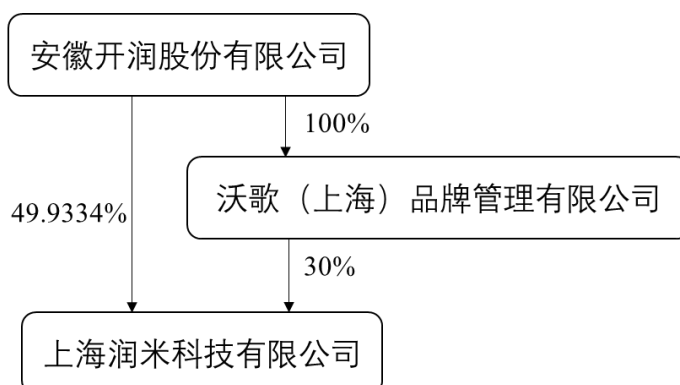 安徽开润股份有限公司
100%
沃歌（上海）品牌管理有限公司
49.9334%
30%
上海润米科技有限公司